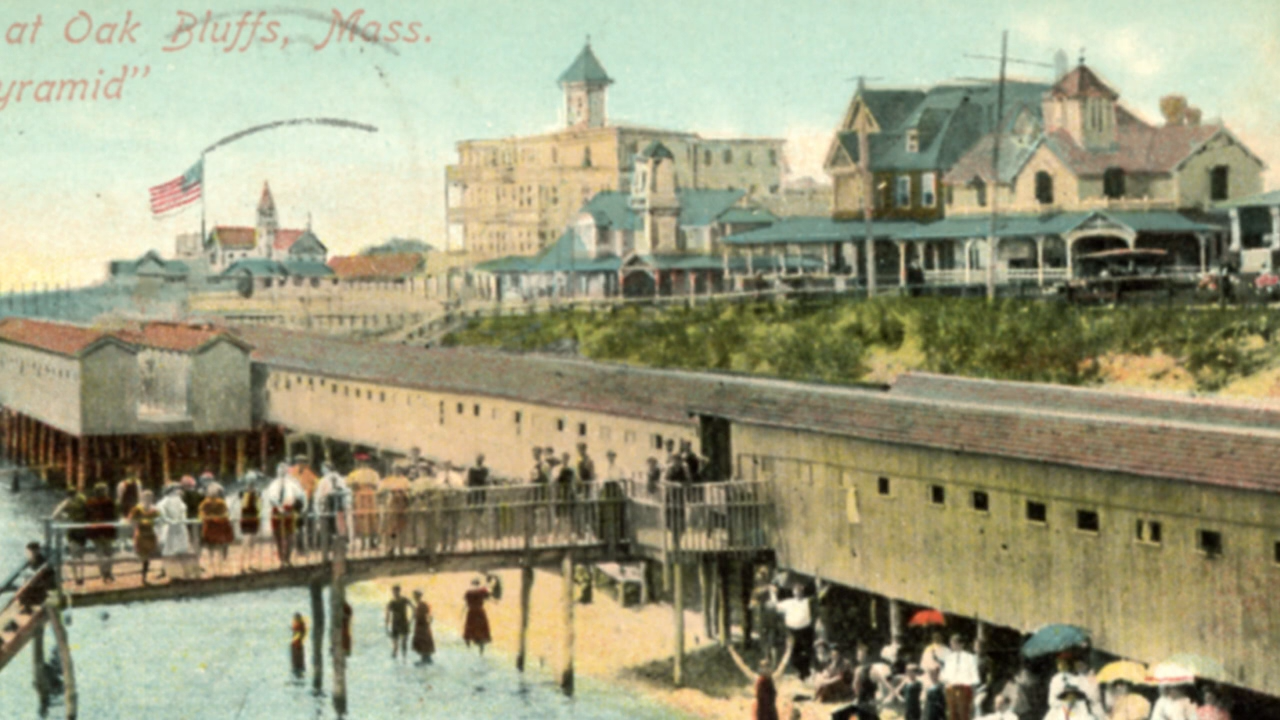 at Oak Bluffs, Mass.
yramid"